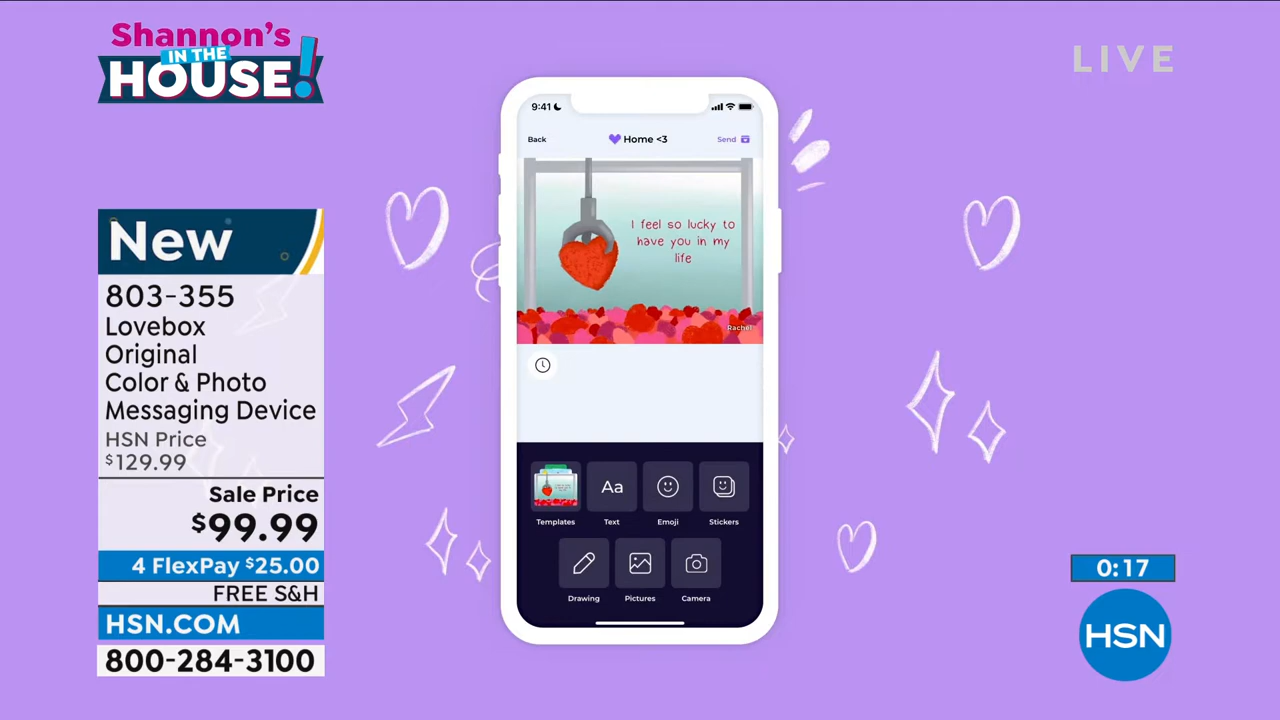 Shannon's
IN THE
HOUSE!
LIVE
New
803-355
Lovebox
Original
Color & Photo
Messaging Device
HSN Price
$129.99
Sale Price
$99.99
4 FlexPay $25.00
FREE S&H
HSN.COM
800-284-3100
9:41
Back
Home <3
Send
I feel so lucky to
have you in my
life
Rachel
Aa
Templates
Text
Emoji
Stickers
Drawing
Pictures
Camera
0:17
HSN